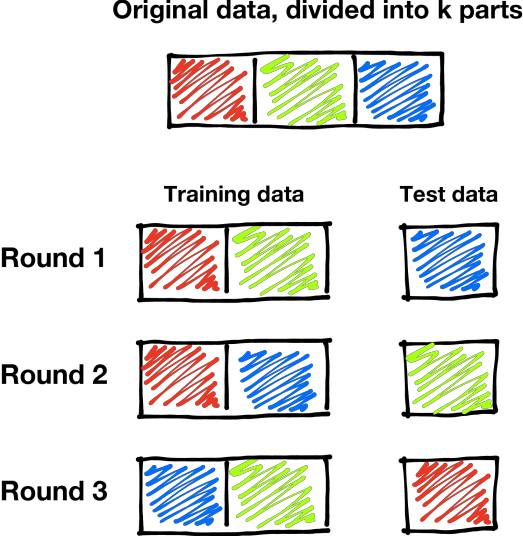 Original data, divided into k parts
Training data
Test data
Round 1
Round 2
Round 3